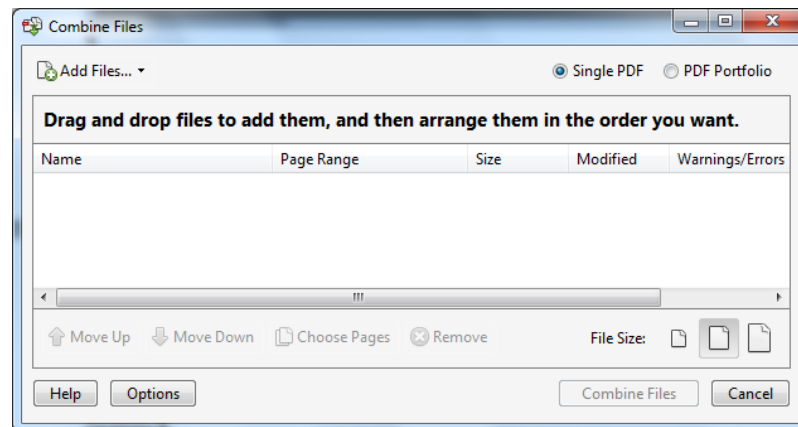 Combine Files
Add Files... Single PDF PDF Portfolio
Drag and drop files to add them, and then arrange them in the order you want.
Name Page Range Size Modified Warnings/Errors
Move Up Move Down Choose Pages Remove File Size:
Help Options Combine Files Cancel